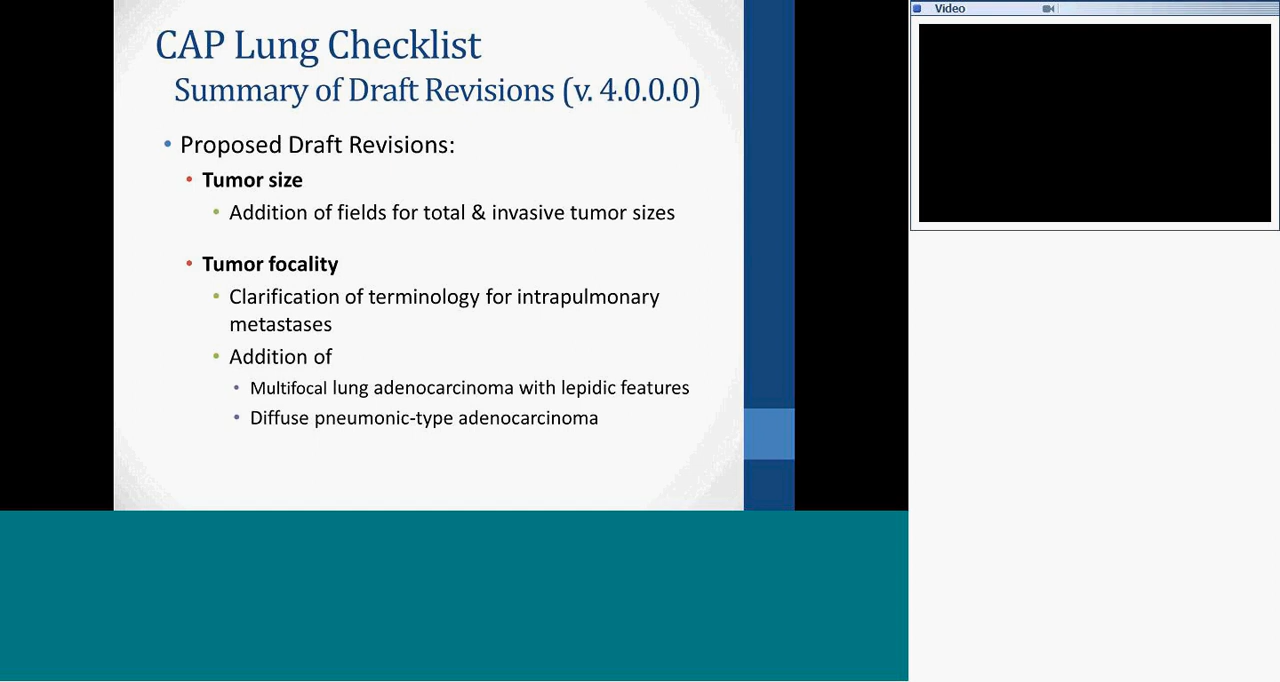 CAP Lung Checklist
Summary of Draft Revisions (v. 4.0.0.0)
• Proposed Draft Revisions:
• Tumor size
• Addition of fields for total & invasive tumor sizes
• Tumor focality
• Clarification of terminology for intrapulmonary
metastases
• Addition of
• Multifocal lung adenocarcinoma with lepidic features
• Diffuse pneumonic-type adenocarcinoma
Video